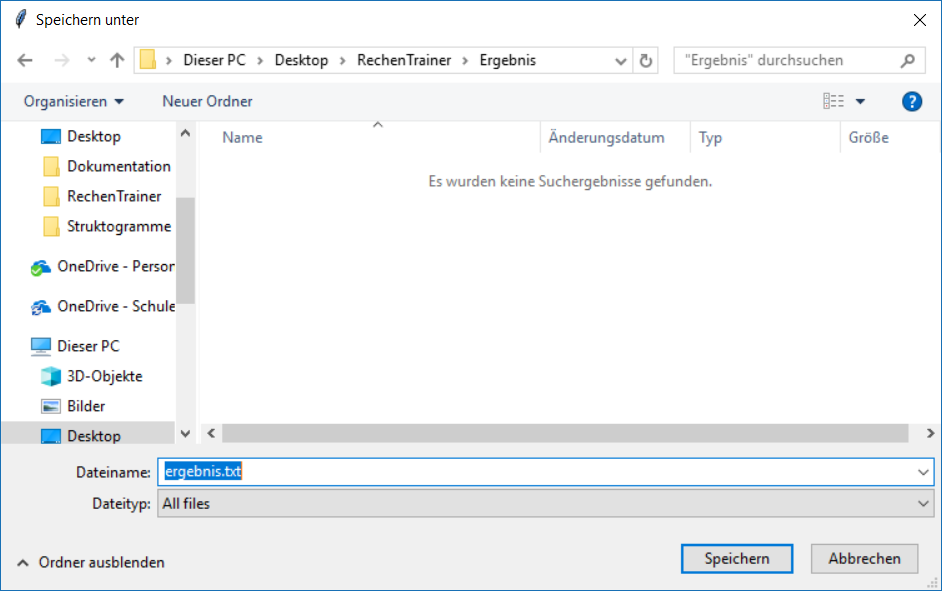 Speichern unter
Dieser PC Desktop RechenTrainer Ergebnis "Ergebnis" durchsuchen
Organisieren Neuer Ordner ?
Name Änderungsdatum Typ Größe
Es wurden keine Suchergebnisse gefunden.
Desktop
Dokumentation
RechenTrainer
Struktogramme
OneDrive - Person
OneDrive - Schule
Dieser PC
3D-Objekte
Bilder
Desktop
Dateiname: ergebnis.txt
Dateityp: All files
Ordner ausblenden Speichern Abbrechen